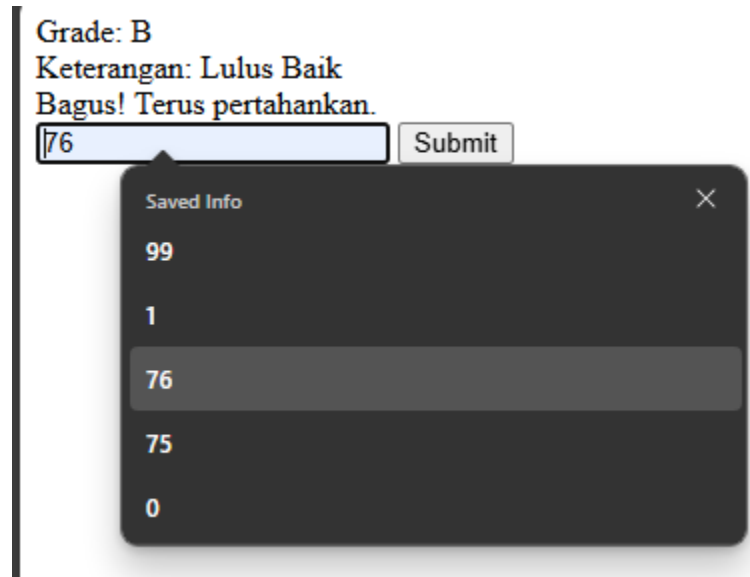 Grade: B
Keterangan: Lulus Baik
Bagus! Terus pertahankan.
76 Submit
Saved Info
99
1
76
75
0